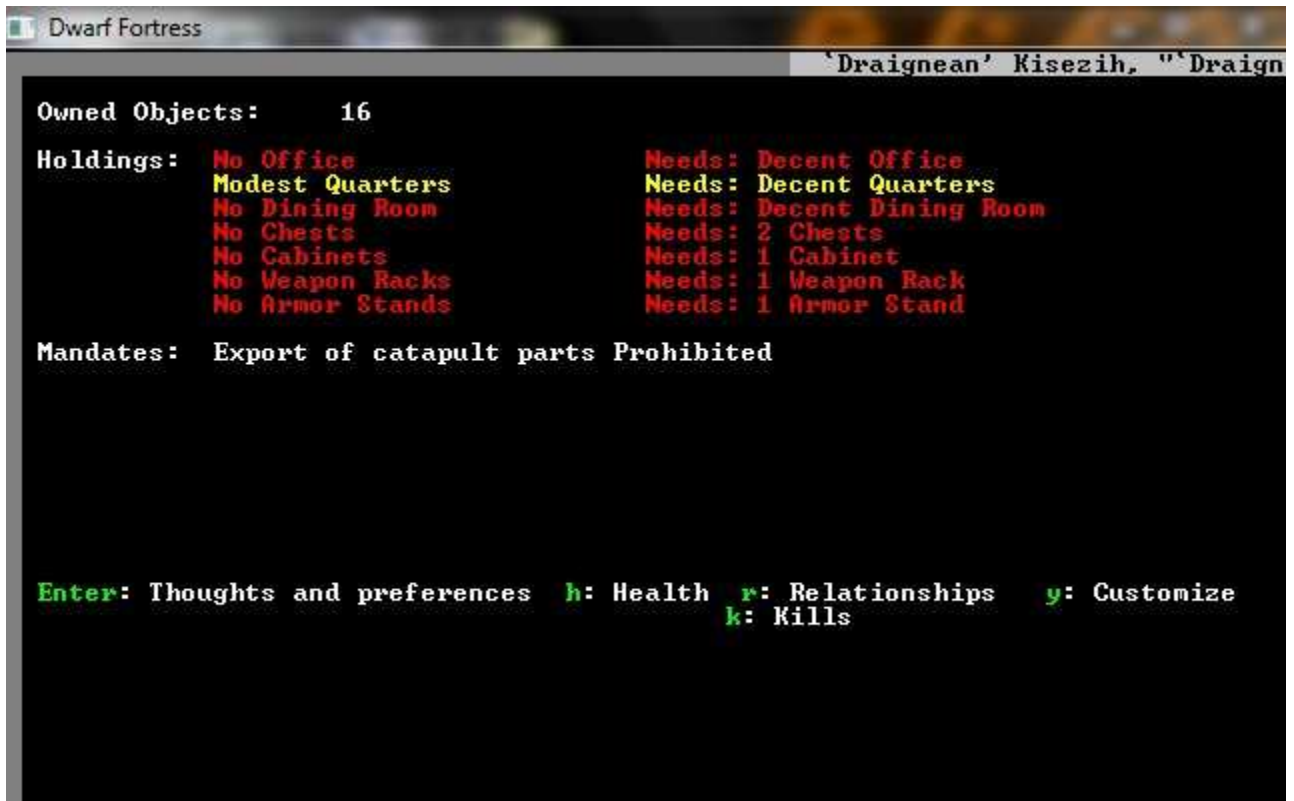 Dwarf Fortress
`Draignean' Kisezih, "`Draign
Owned Objects: 16
Holdings: No Office Needs: Decent Office
Modest Quarters Needs: Decent Quarters
No Dining Room Needs: Decent Dining Room
No Chests Needs: 2 Chests
No Cabinets Needs: 1 Cabinet
No Weapon Racks Needs: 1 Weapon Rack
No Armor Stands Needs: 1 Armor Stand
Mandates: Export of catapult parts Prohibited
Enter: Thoughts and preferences h: Health r: Relationships y: Customize
k: Kills